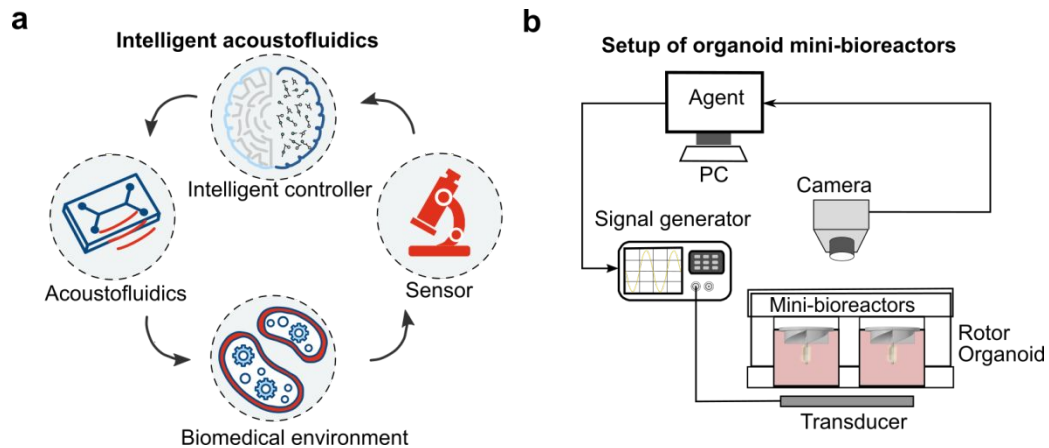 a
Intelligent acoustofluidics
Intelligent controller
Acoustofluidics
Sensor
Biomedical environment
b
Setup of organoid mini-bioreactors
Agent
PC
Camera
Signal generator
Mini-bioreactors
Rotor
Organoid
Transducer